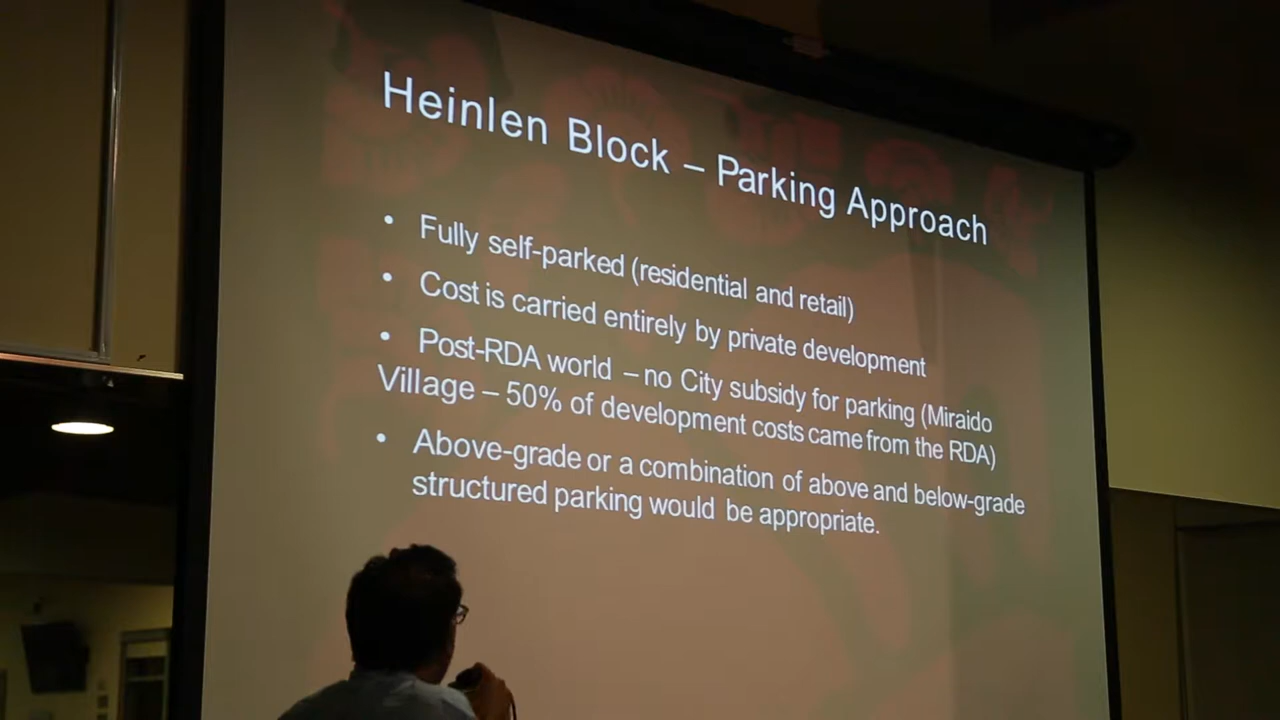 Heinlen Block – Parking Approach
• Fully self-parked (residential and retail)
• Cost is carried entirely by private development
• Post-RDA world – no City subsidy for parking (Miraido
Village – 50% of development costs came from the RDA)
• Above-grade or a combination of above and below-grade
structured parking would be appropriate.